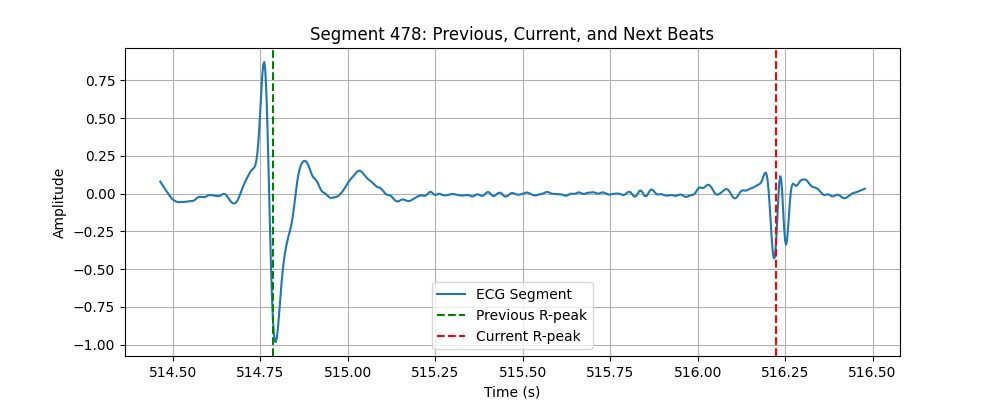 Segment 478: Previous, Current, and Next Beats
Amplitude
0.75
0.50
0.25
0.00
−0.25
−0.50
−0.75
−1.00
ECG Segment
Previous R-peak
Current R-peak
514.50 514.75 515.00 515.25 515.50 515.75 516.00 516.25 516.50
Time (s)